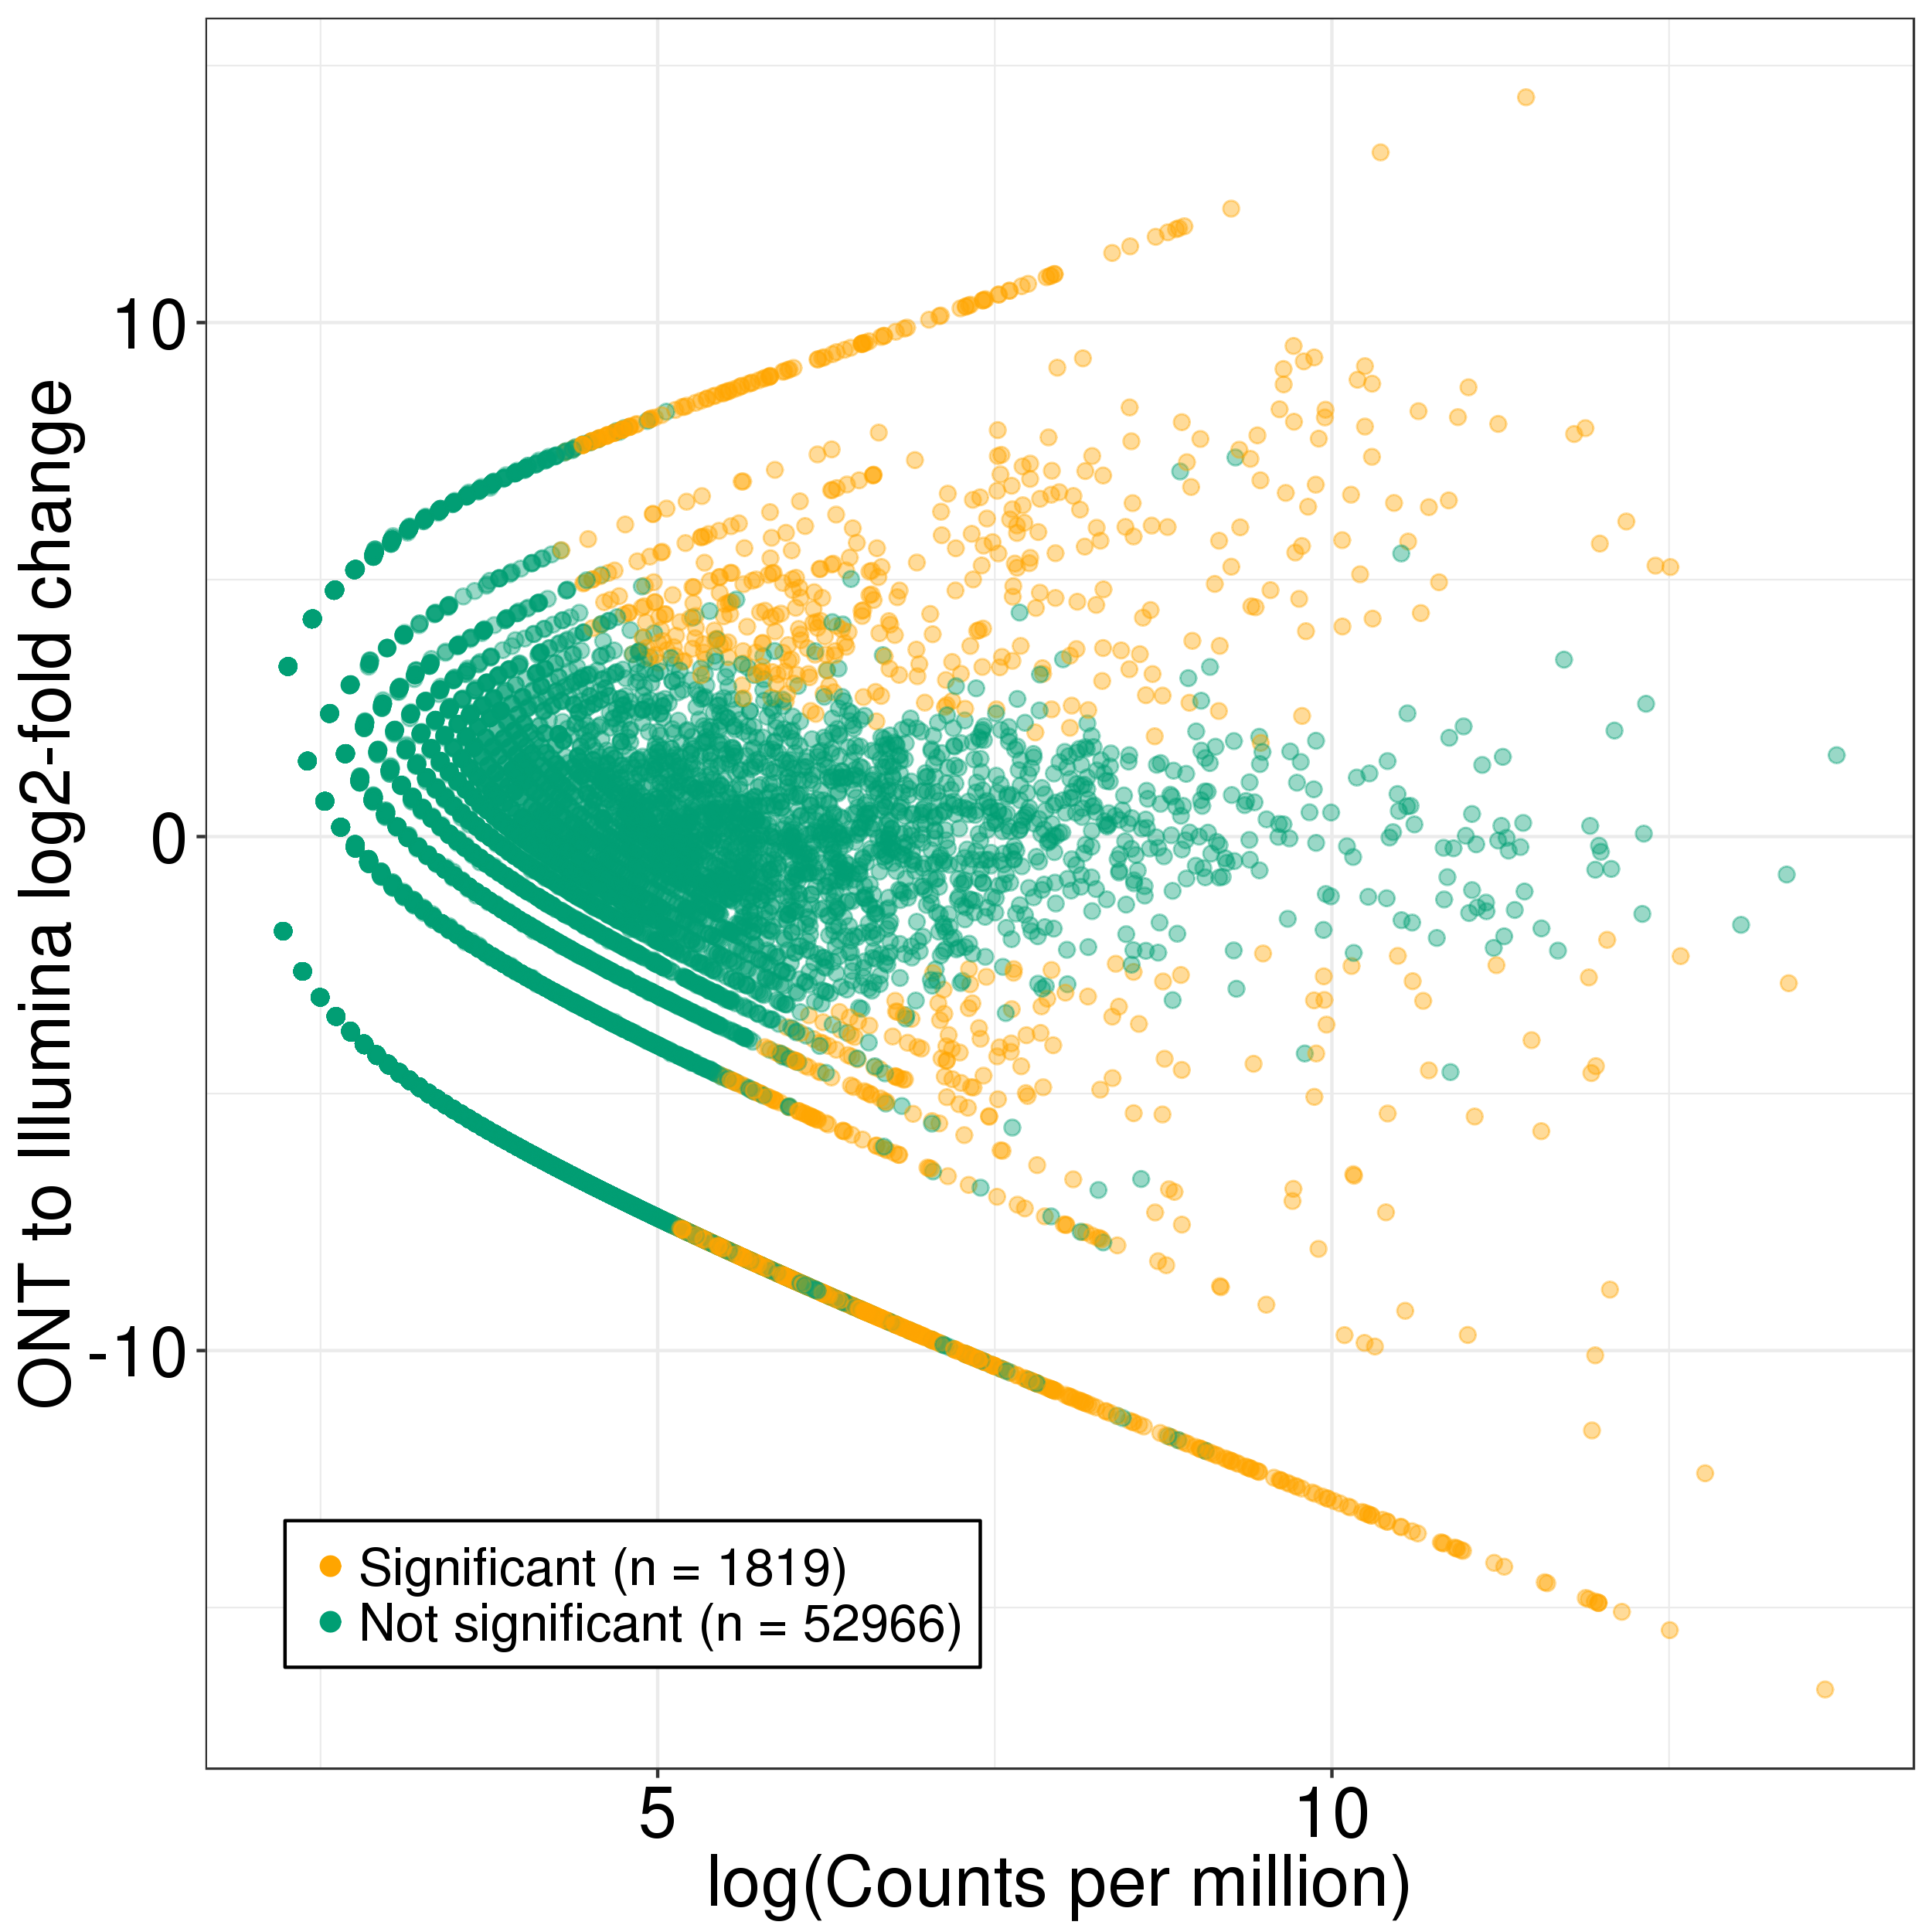 ONT to Illumina log2-fold change
10
0
-10
Significant (n = 1819)
Not significant (n = 52966)
5
10
log(Counts per million)